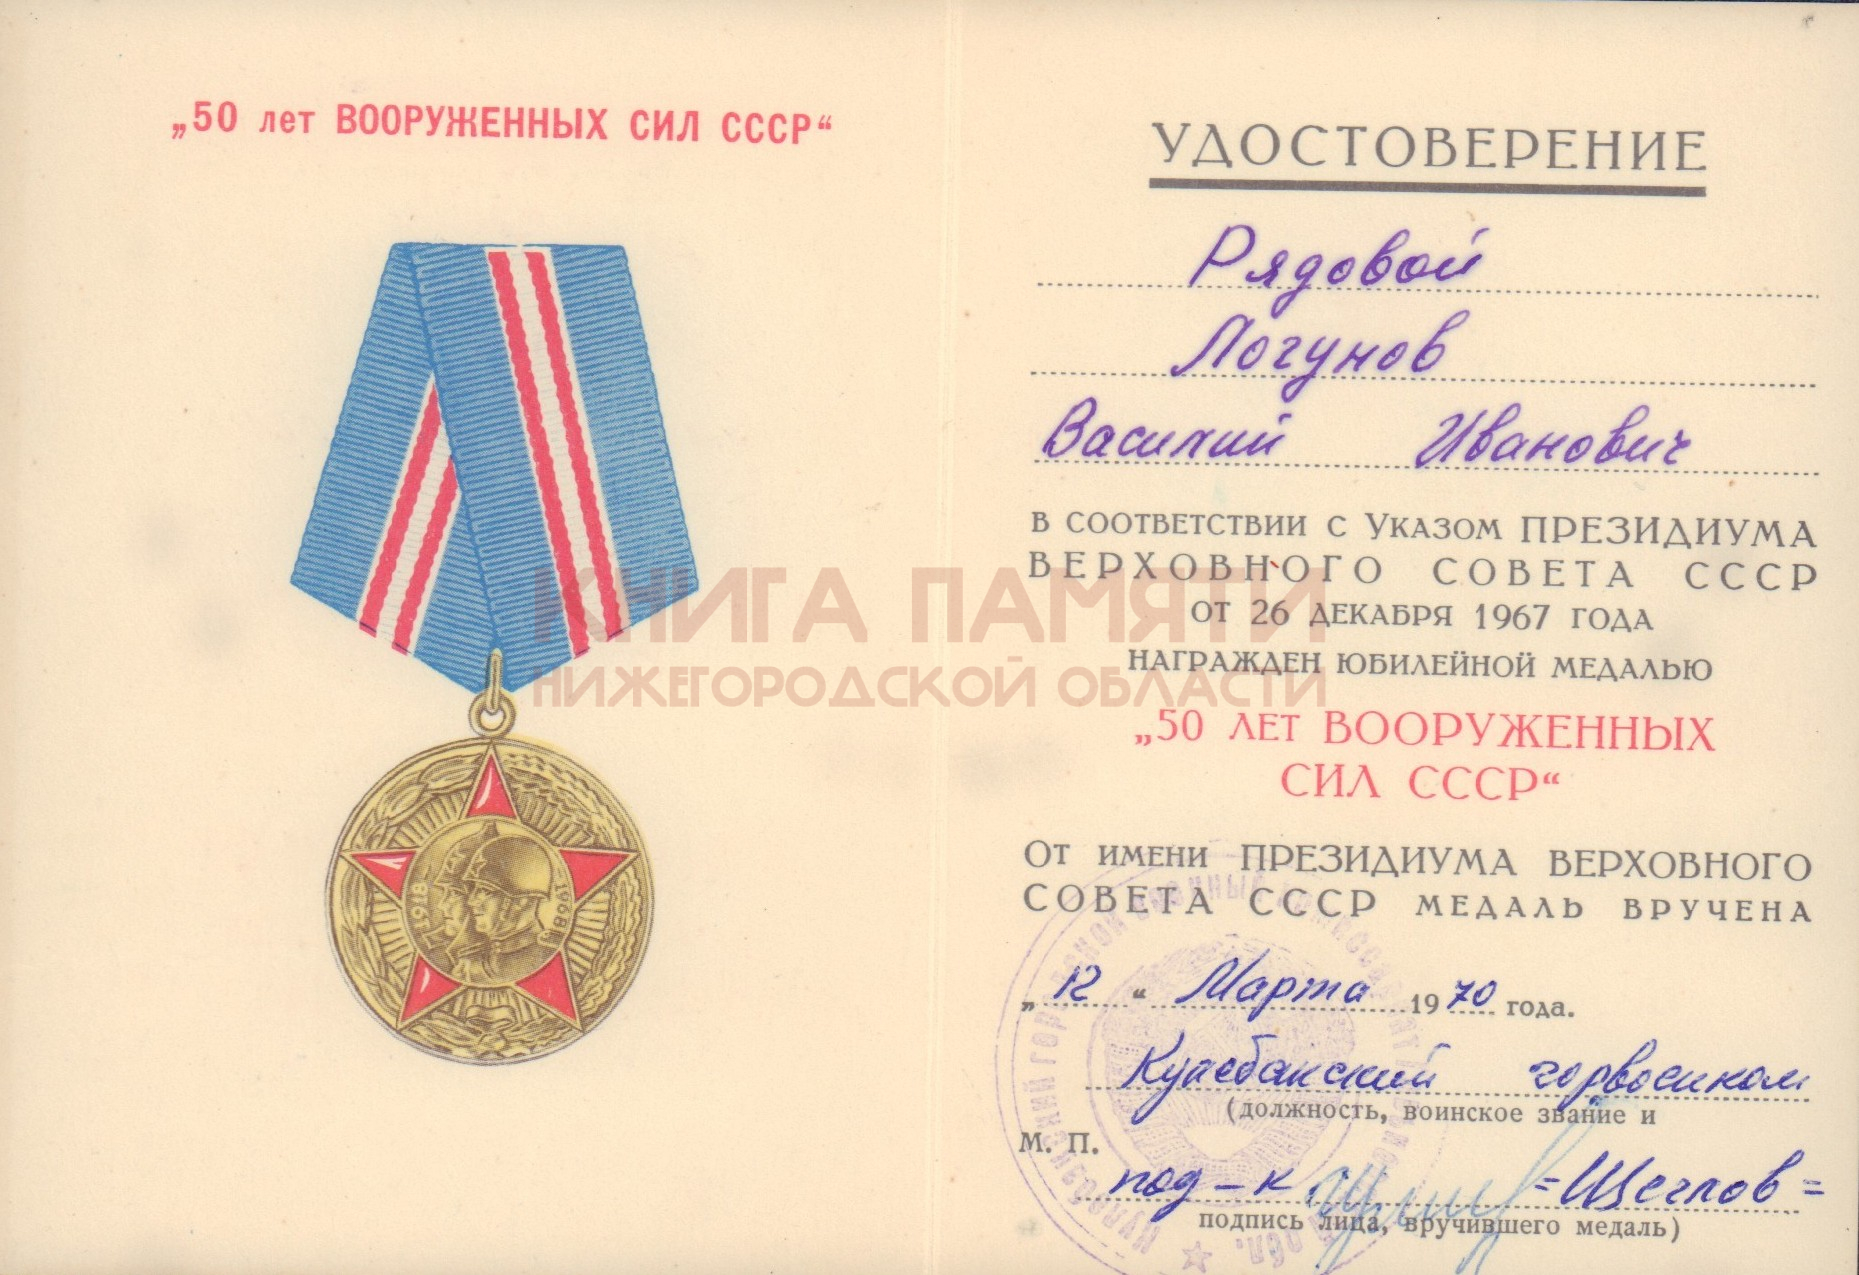 „50 лет ВООРУЖЕННЫХ СИЛ СССР“
1918
1968
УДОСТОВЕРЕНИЕ
Рядовой
Логунов
Василий Иванович
В СООТВЕТСТВИИ С УКАЗОМ ПРЕЗИДИУМА
ВЕРХОВНОГО СОВЕТА СССР
ОТ 26 ДЕКАБРЯ 1967 ГОДА
НАГРАЖДЕН ЮБИЛЕЙНОЙ МЕДАЛЬЮ
„50 ЛЕТ ВООРУЖЕННЫХ
СИЛ СССР“
ОТ ИМЕНИ ПРЕЗИДИУМА ВЕРХОВНОГО
СОВЕТА СССР МЕДАЛЬ ВРУЧЕНА
„12“ Марта 1970 года.
Кулебакский горвоенком
(должность, воинское звание и
М. П.
под-к =Щеглов=
подпись лица, вручившего медаль)
КНИГА ПАМЯТИ
НИЖЕГОРОДСКОЙ ОБЛАСТИ